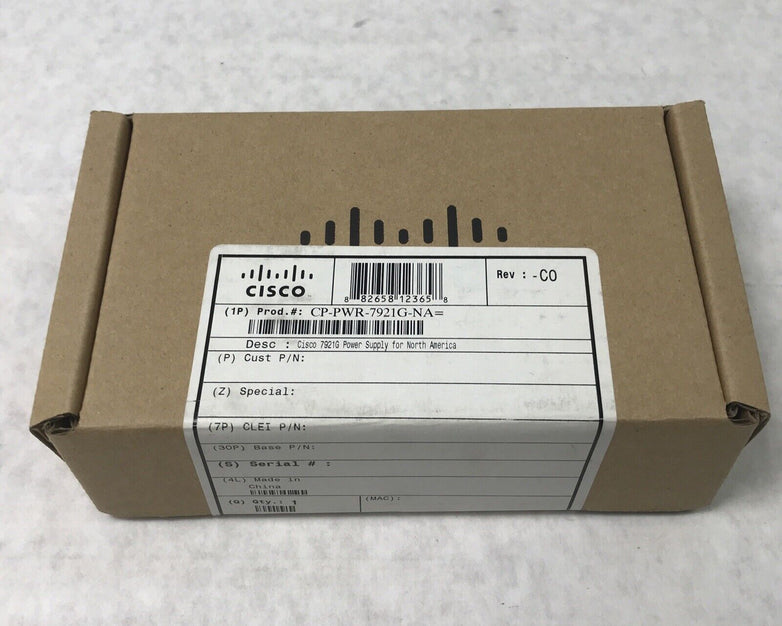 CISCO
8 82658 12365 8
Rev : -C0
(1P) Prod.#: CP-PWR-7921G-NA=
Desc : Cisco 7921G Power Supply for North America
(P) Cust P/N:
(Z) Special:
(7P) CLEI P/N:
(30P) Base P/N:
(S) Serial # :
(4L) Made in
China
(Q) Qty.: 1
(MAC):